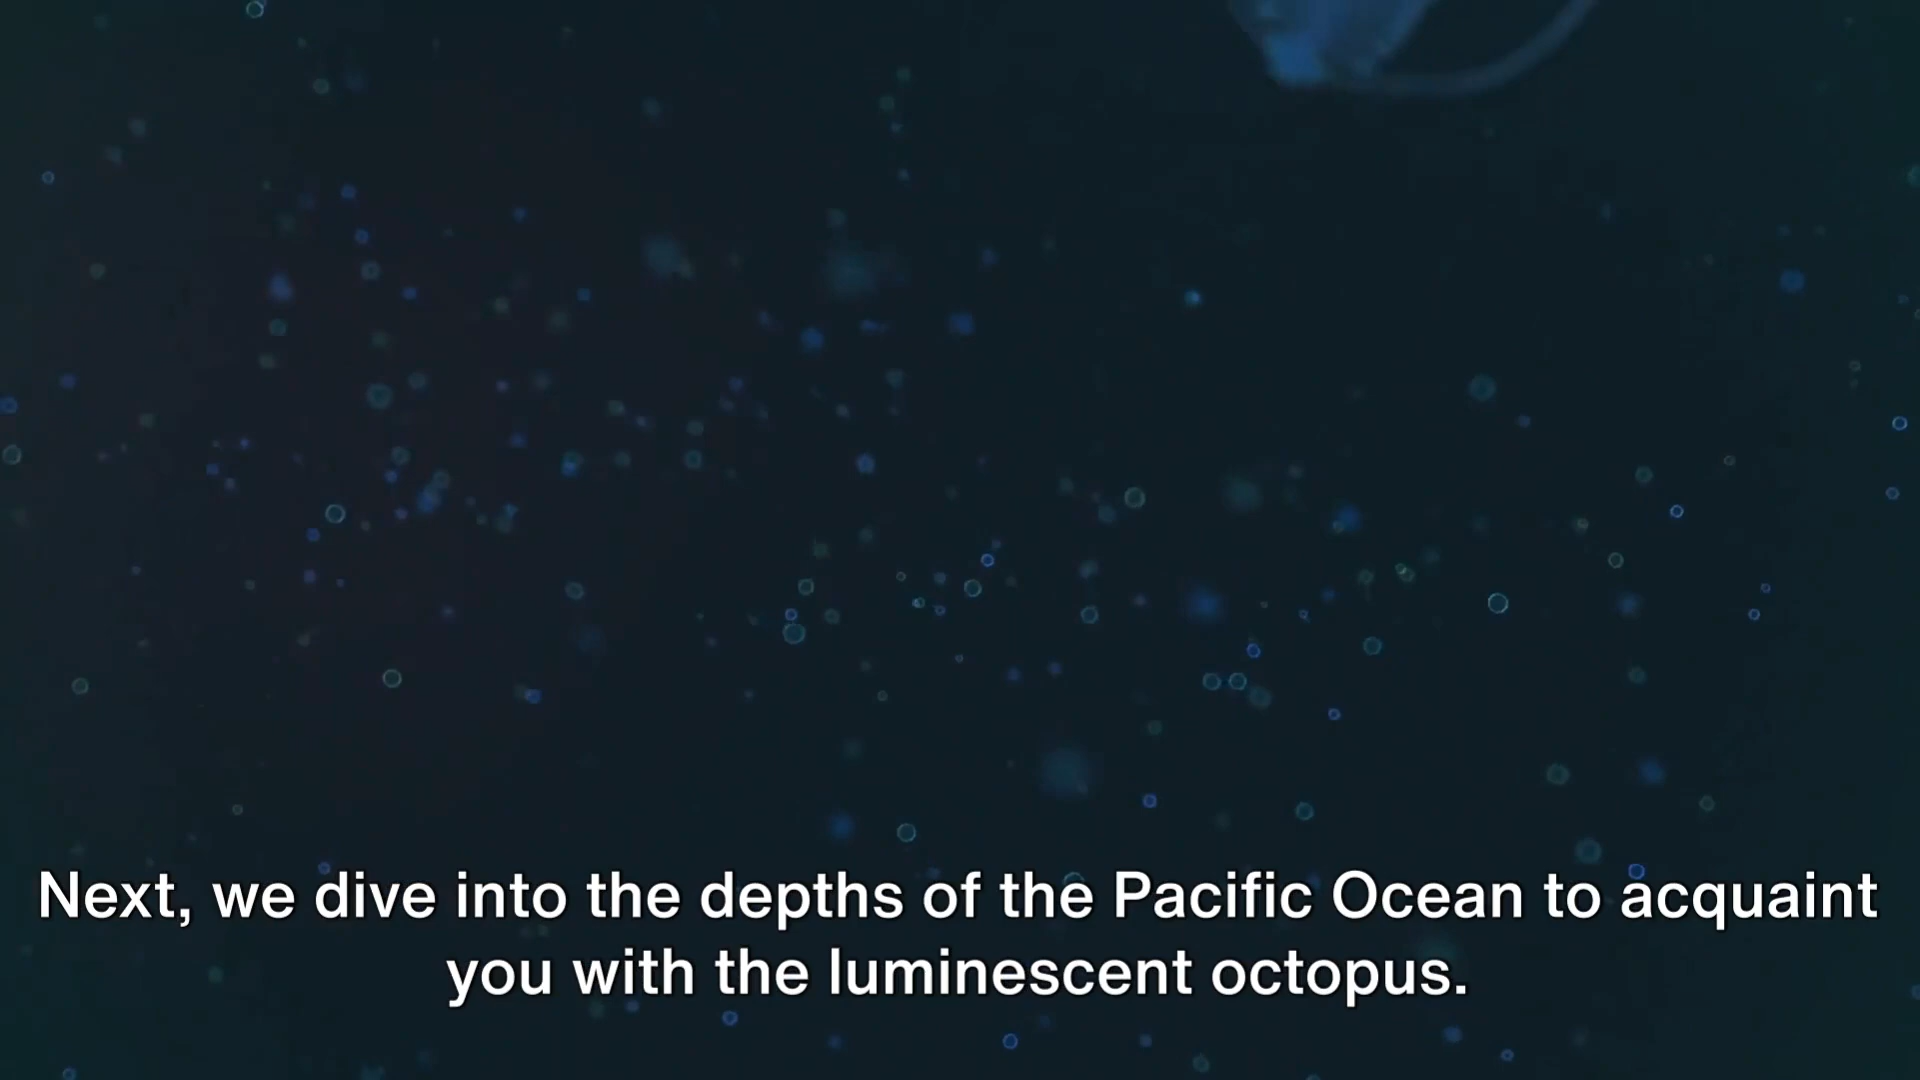 Next, we dive into the depths of the Pacific Ocean to acquaint
you with the luminescent octopus.